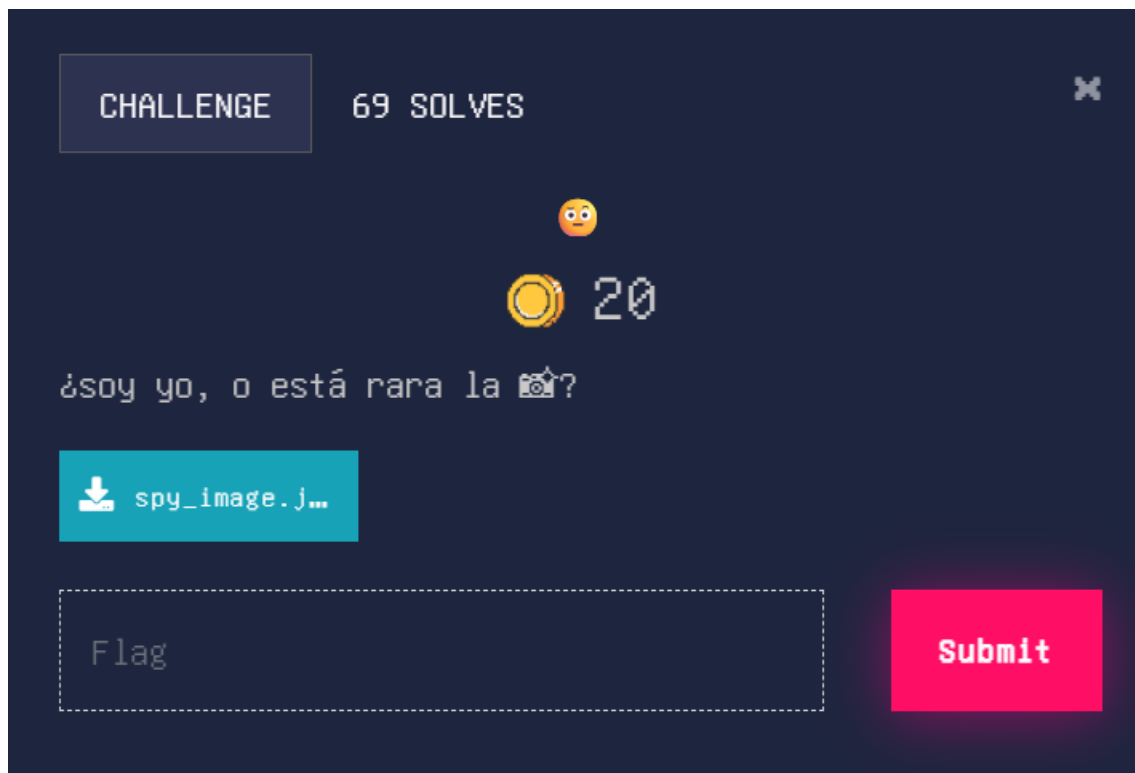 CHALLENGE
69 SOLVES
20
¿soy yo, o está rara la 📸?
spy_image.j…
Flag
Submit